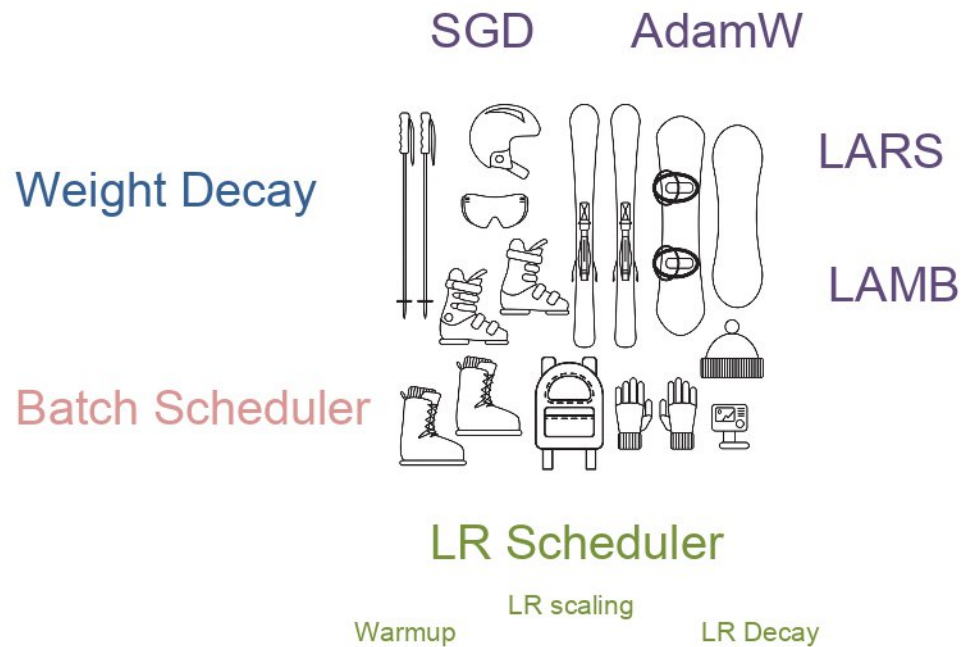 SGD
AdamW
LARS
Weight Decay
LAMB
Batch Scheduler
LR Scheduler
LR scaling
Warmup
LR Decay